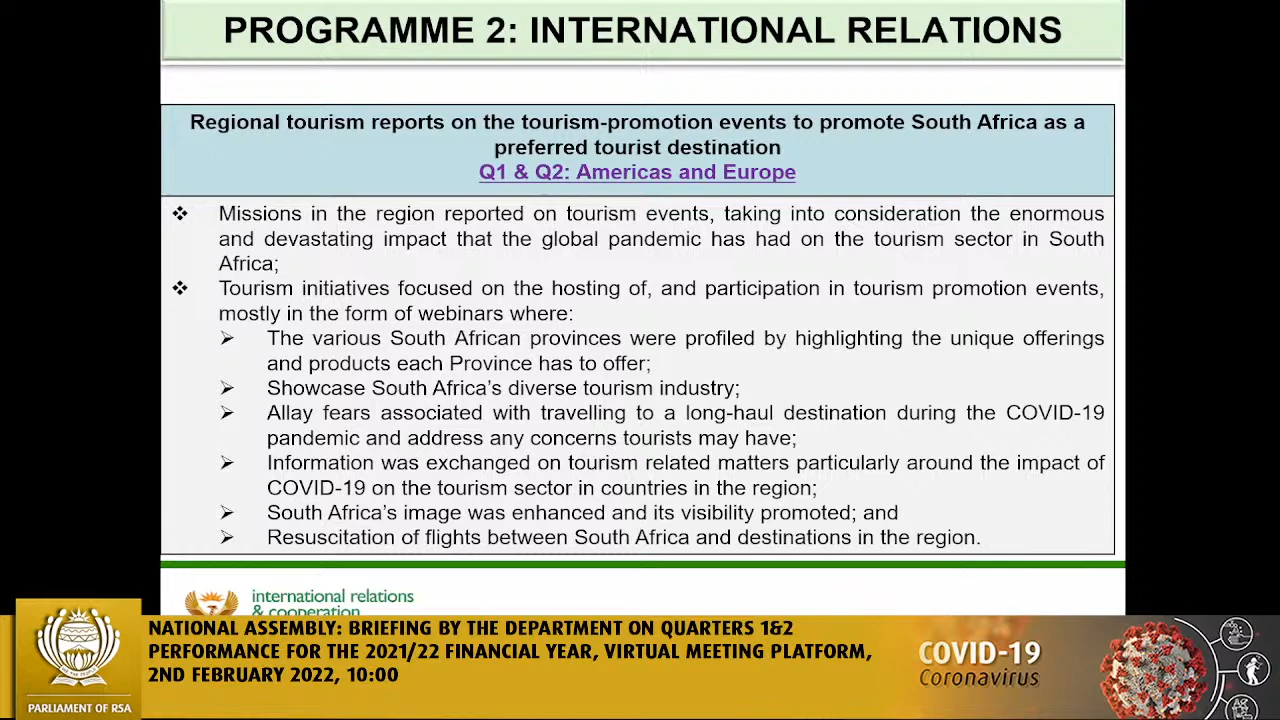 PROGRAMME 2: INTERNATIONAL RELATIONS
Regional tourism reports on the tourism-promotion events to promote South Africa as a
preferred tourist destination
Q1 & Q2: Americas and Europe
❖ Missions in the region reported on tourism events, taking into consideration the enormous
and devastating impact that the global pandemic has had on the tourism sector in South
Africa;
❖ Tourism initiatives focused on the hosting of, and participation in tourism promotion events,
mostly in the form of webinars where:
➢ The various South African provinces were profiled by highlighting the unique offerings
and products each Province has to offer;
➢ Showcase South Africa's diverse tourism industry;
➢ Allay fears associated with travelling to a long-haul destination during the COVID-19
pandemic and address any concerns tourists may have;
➢ Information was exchanged on tourism related matters particularly around the impact of
COVID-19 on the tourism sector in countries in the region;
➢ South Africa's image was enhanced and its visibility promoted; and
➢ Resuscitation of flights between South Africa and destinations in the region.
international relations
& cooperation
NATIONAL ASSEMBLY: BRIEFING BY THE DEPARTMENT ON QUARTERS 1&2
PERFORMANCE FOR THE 2021/22 FINANCIAL YEAR, VIRTUAL MEETING PLATFORM,
2ND FEBRUARY 2022, 10:00
PARLIAMENT OF RSA
COVID-19
Coronavirus